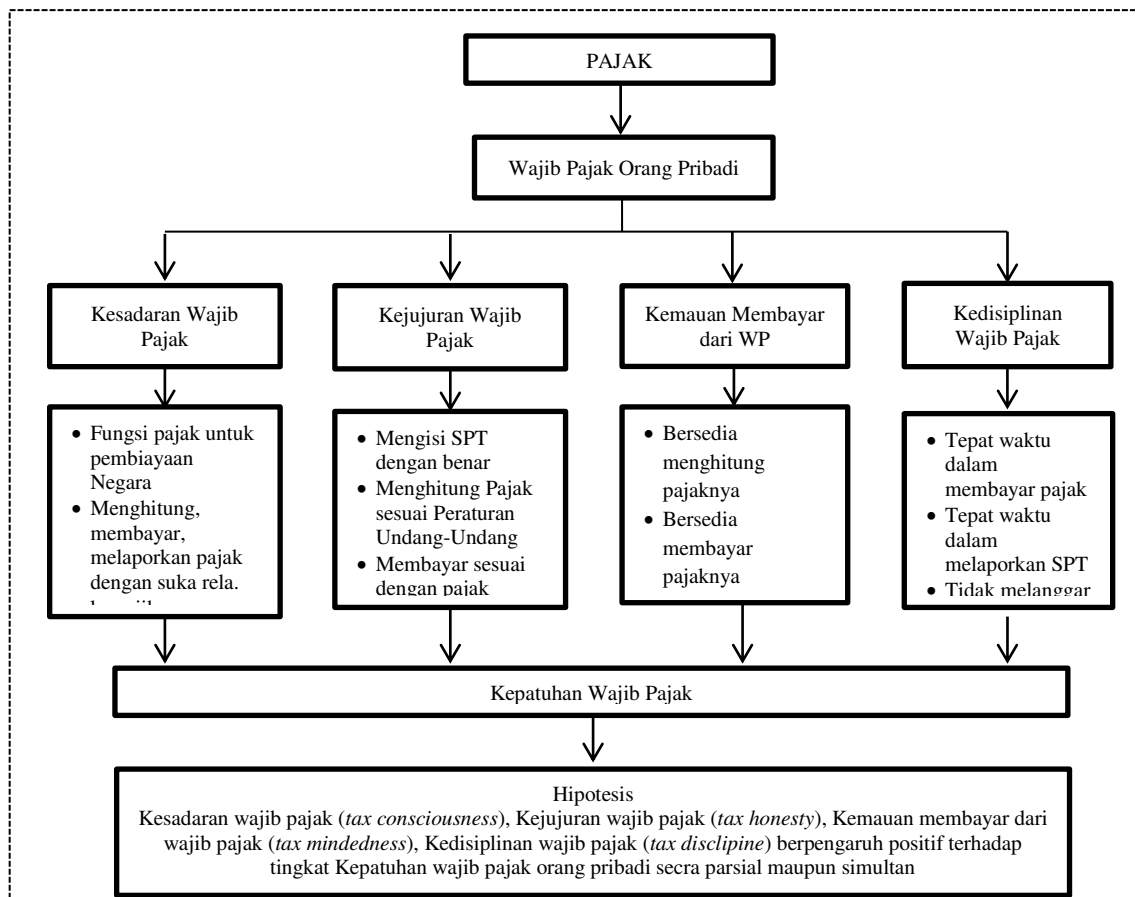 PAJAK
Wajib Pajak Orang Pribadi
Kesadaran Wajib
Pajak
Kejujuran Wajib
Pajak
Kemauan Membayar
dari WP
Kedisiplinan
Wajib Pajak
• Fungsi pajak untuk
pembiayaan
Negara
• Menghitung,
membayar,
melaporkan pajak
dengan suka rela.
• Mengisi SPT
dengan benar
• Menghitung Pajak
sesuai Peraturan
Undang-Undang
• Membayar sesuai
dengan pajak
• Bersedia
menghitung
pajaknya
• Bersedia
membayar
pajaknya
• Tepat waktu
dalam
membayar pajak
• Tepat waktu
dalam
melaporkan SPT
• Tidak melanggar
Kepatuhan Wajib Pajak
Hipotesis
Kesadaran wajib pajak (tax consciousness), Kejujuran wajib pajak (tax honesty), Kemauan membayar dari
wajib pajak (tax mindedness), Kedisiplinan wajib pajak (tax disclipine) berpengaruh positif terhadap
tingkat Kepatuhan wajib pajak orang pribadi secra parsial maupun simultan